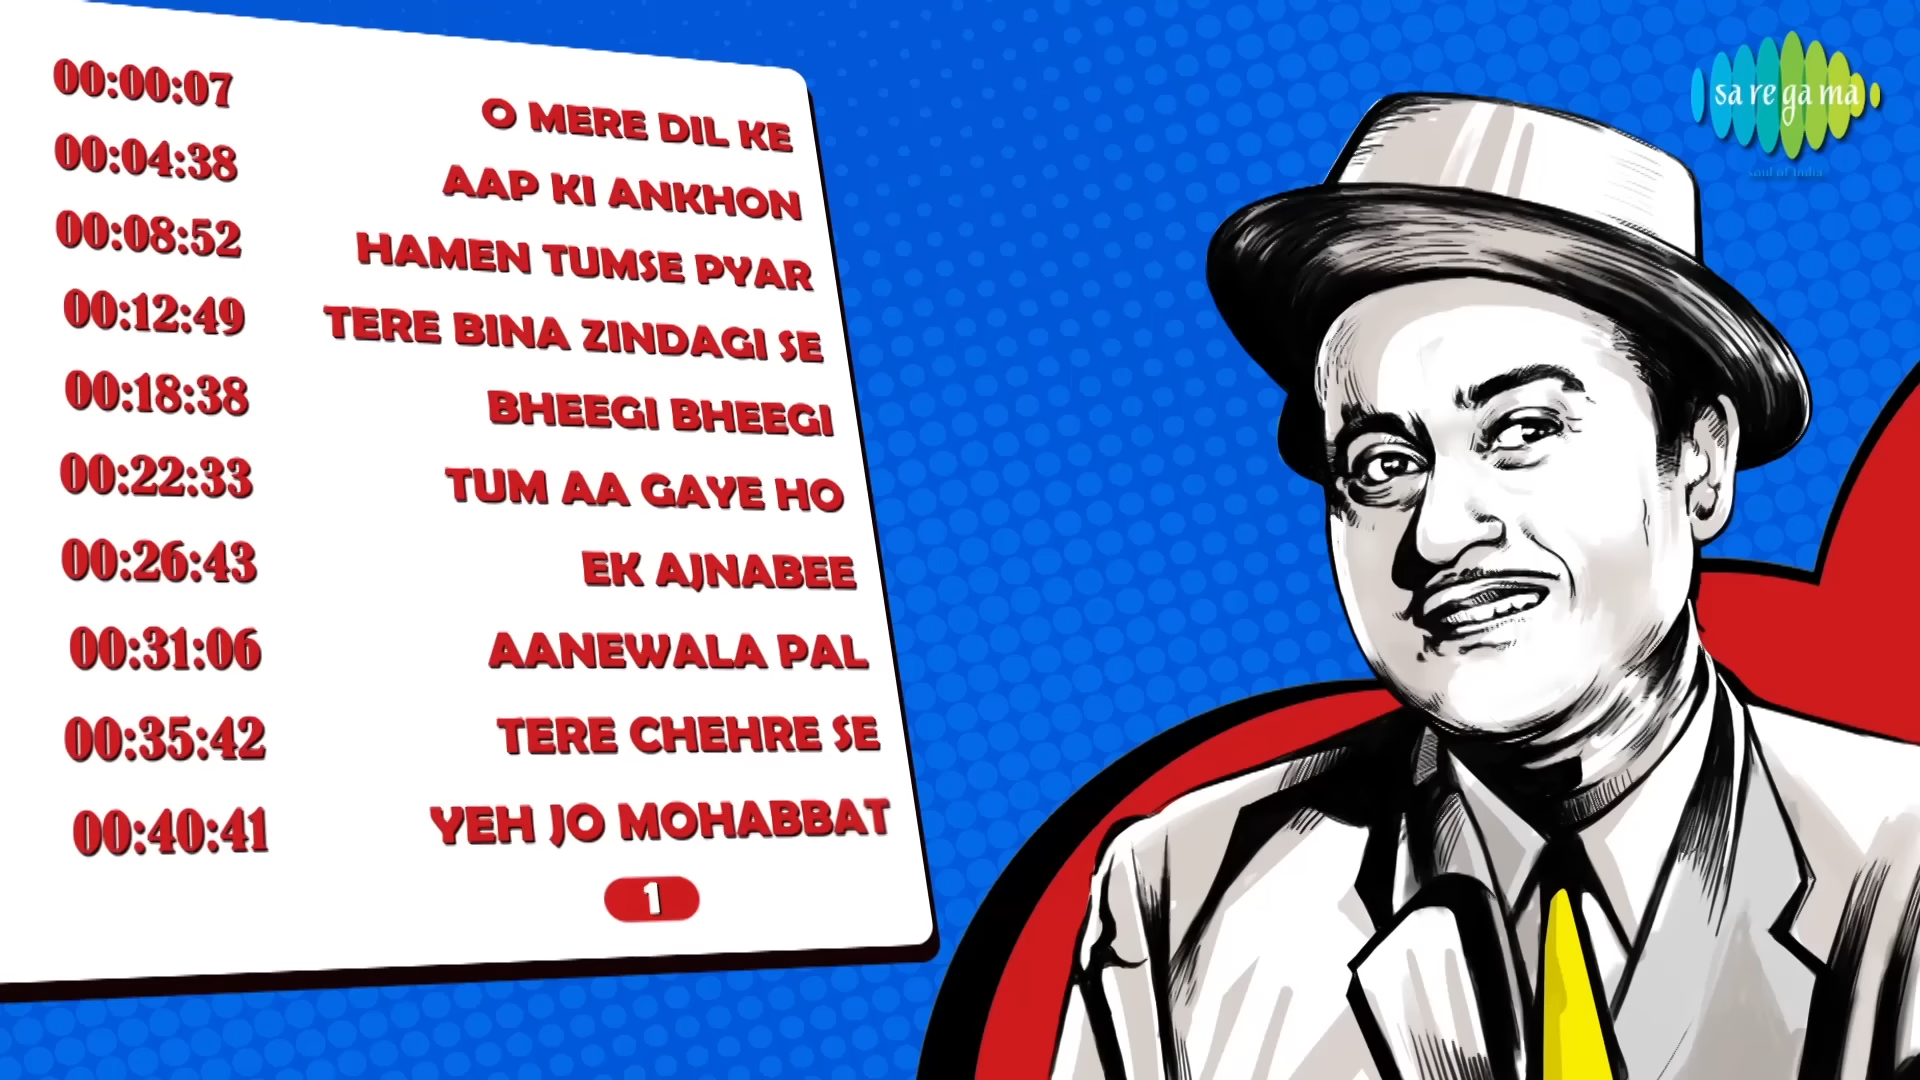 00:00:07 O MERE DIL KE
00:04:38 AAP KI ANKHON
00:08:52 HAMEN TUMSE PYAR
00:12:49 TERE BINA ZINDAGI SE
00:18:38 BHEEGI BHEEGI
00:22:33 TUM AA GAYE HO
00:26:43 EK AJNABEE
00:31:06 AANEWALA PAL
00:35:42 TERE CHEHRE SE
00:40:41 YEH JO MOHABBAT
1
sa re ga ma
soul of india